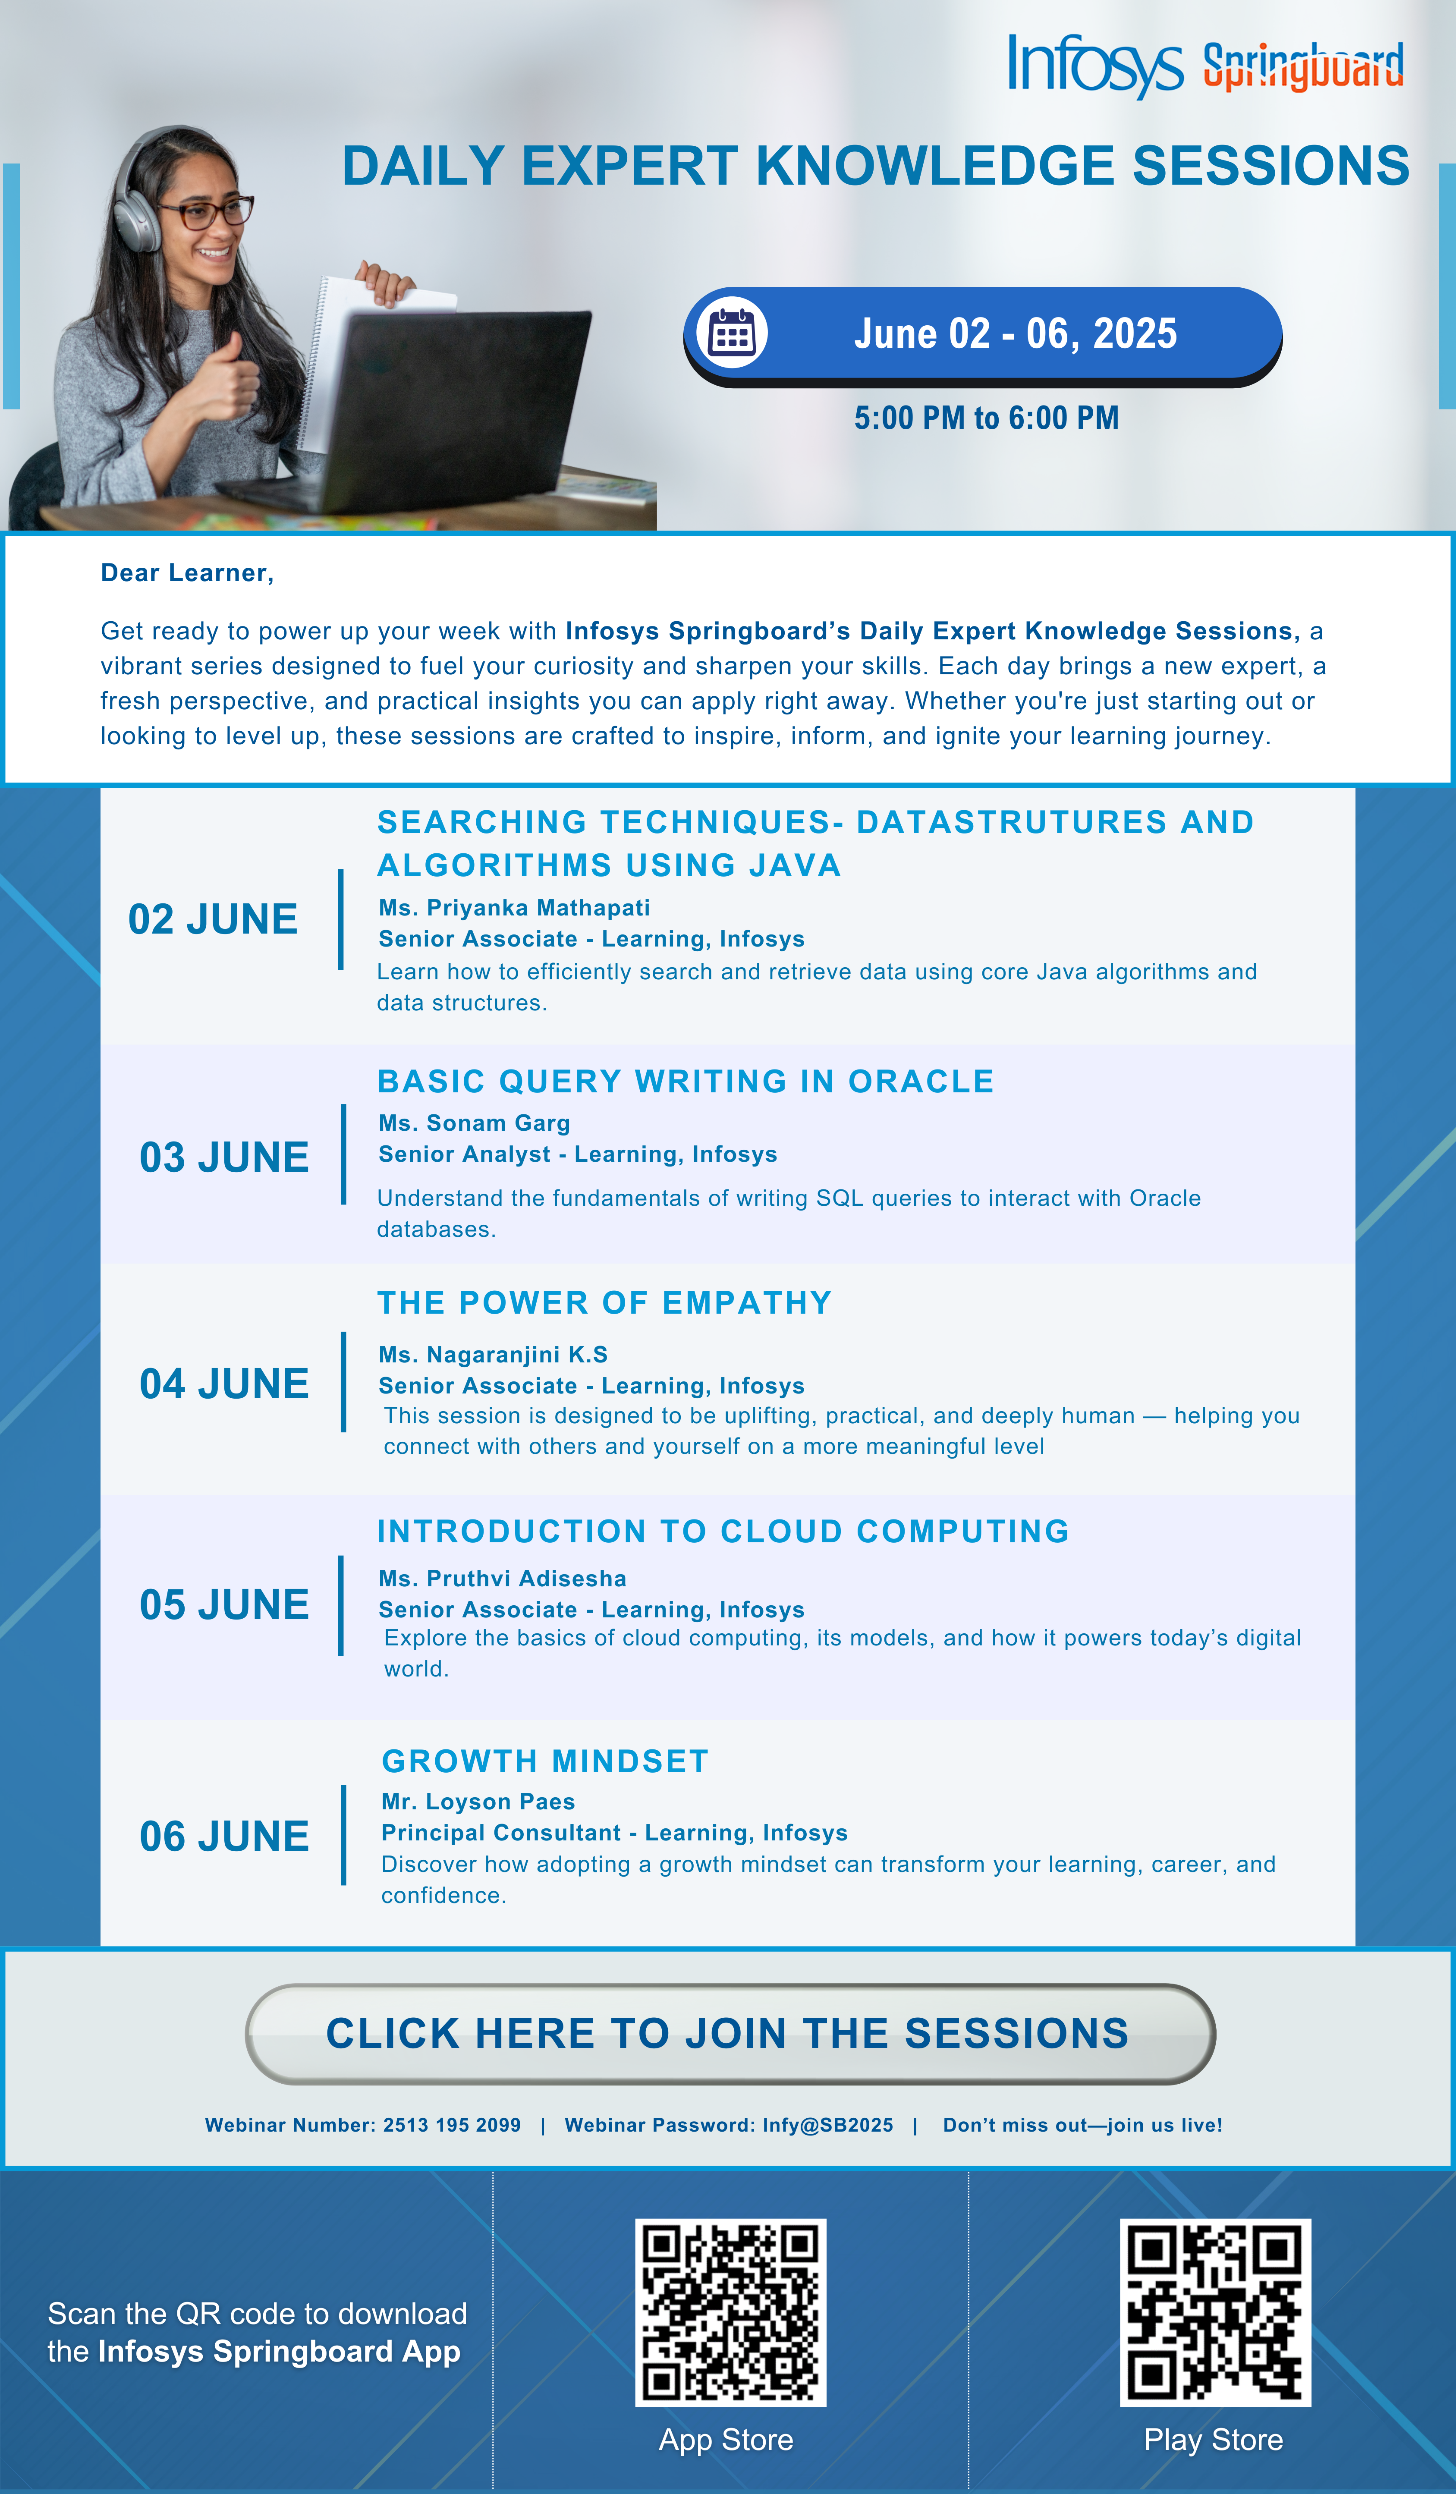 Infosys Springboard
DAILY EXPERT KNOWLEDGE SESSIONS
June 02 - 06, 2025
5:00 PM to 6:00 PM
Dear Learner,
Get ready to power up your week with Infosys Springboard’s Daily Expert Knowledge Sessions, a
vibrant series designed to fuel your curiosity and sharpen your skills. Each day brings a new expert, a
fresh perspective, and practical insights you can apply right away. Whether you're just starting out or
looking to level up, these sessions are crafted to inspire, inform, and ignite your learning journey.
02 JUNE
SEARCHING TECHNIQUES- DATASTRUTURES AND
ALGORITHMS USING JAVA
Ms. Priyanka Mathapati
Senior Associate - Learning, Infosys
Learn how to efficiently search and retrieve data using core Java algorithms and
data structures.
03 JUNE
BASIC QUERY WRITING IN ORACLE
Ms. Sonam Garg
Senior Analyst - Learning, Infosys
Understand the fundamentals of writing SQL queries to interact with Oracle
databases.
04 JUNE
THE POWER OF EMPATHY
Ms. Nagaranjini K.S
Senior Associate - Learning, Infosys
This session is designed to be uplifting, practical, and deeply human — helping you
connect with others and yourself on a more meaningful level
05 JUNE
INTRODUCTION TO CLOUD COMPUTING
Ms. Pruthvi Adisesha
Senior Associate - Learning, Infosys
Explore the basics of cloud computing, its models, and how it powers today’s digital
world.
06 JUNE
GROWTH MINDSET
Mr. Loyson Paes
Principal Consultant - Learning, Infosys
Discover how adopting a growth mindset can transform your learning, career, and
confidence.
CLICK HERE TO JOIN THE SESSIONS
Webinar Number: 2513 195 2099 | Webinar Password: Infy@SB2025 | Don’t miss out—join us live!
Scan the QR code to download
the Infosys Springboard App
App Store
Play Store